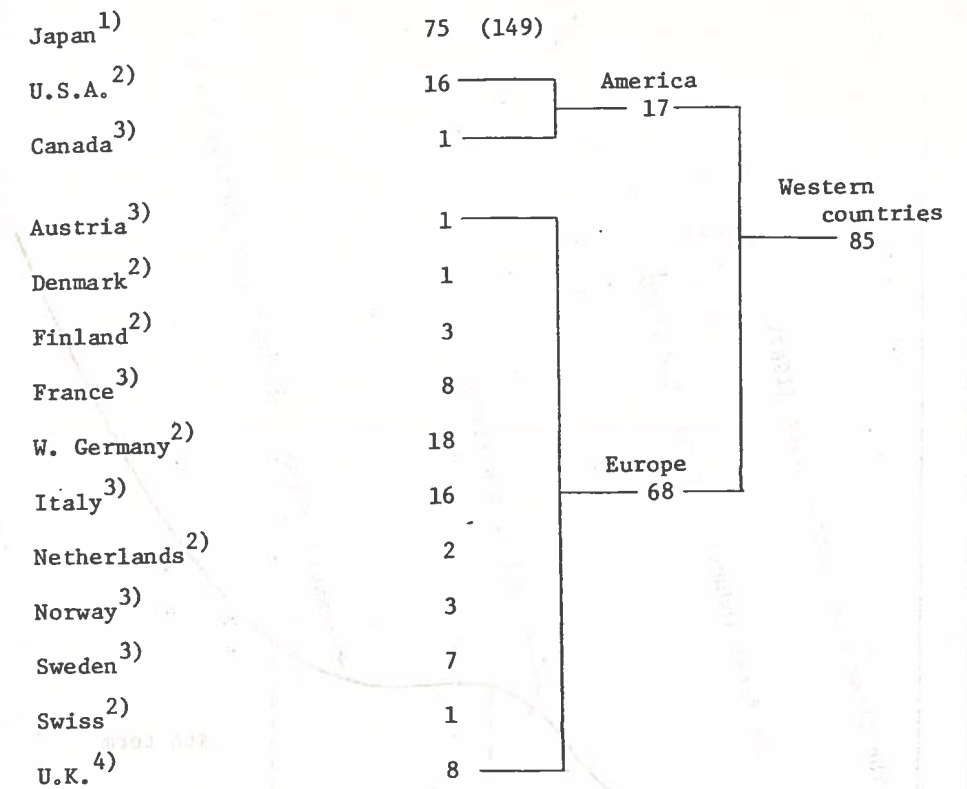 Japan1) 75 (149)
U.S.A.2) 16 America
17
Canada3) 1
Western
countries
85
Austria3) 1
Denmark2) 1
Finland2) 3
France3) 8
W. Germany2) 18
Europe
68
Italy3) 16
Netherlands2) 2
Norway3) 3
Sweden3) 7
Swiss2) 1
U.K.4) 8